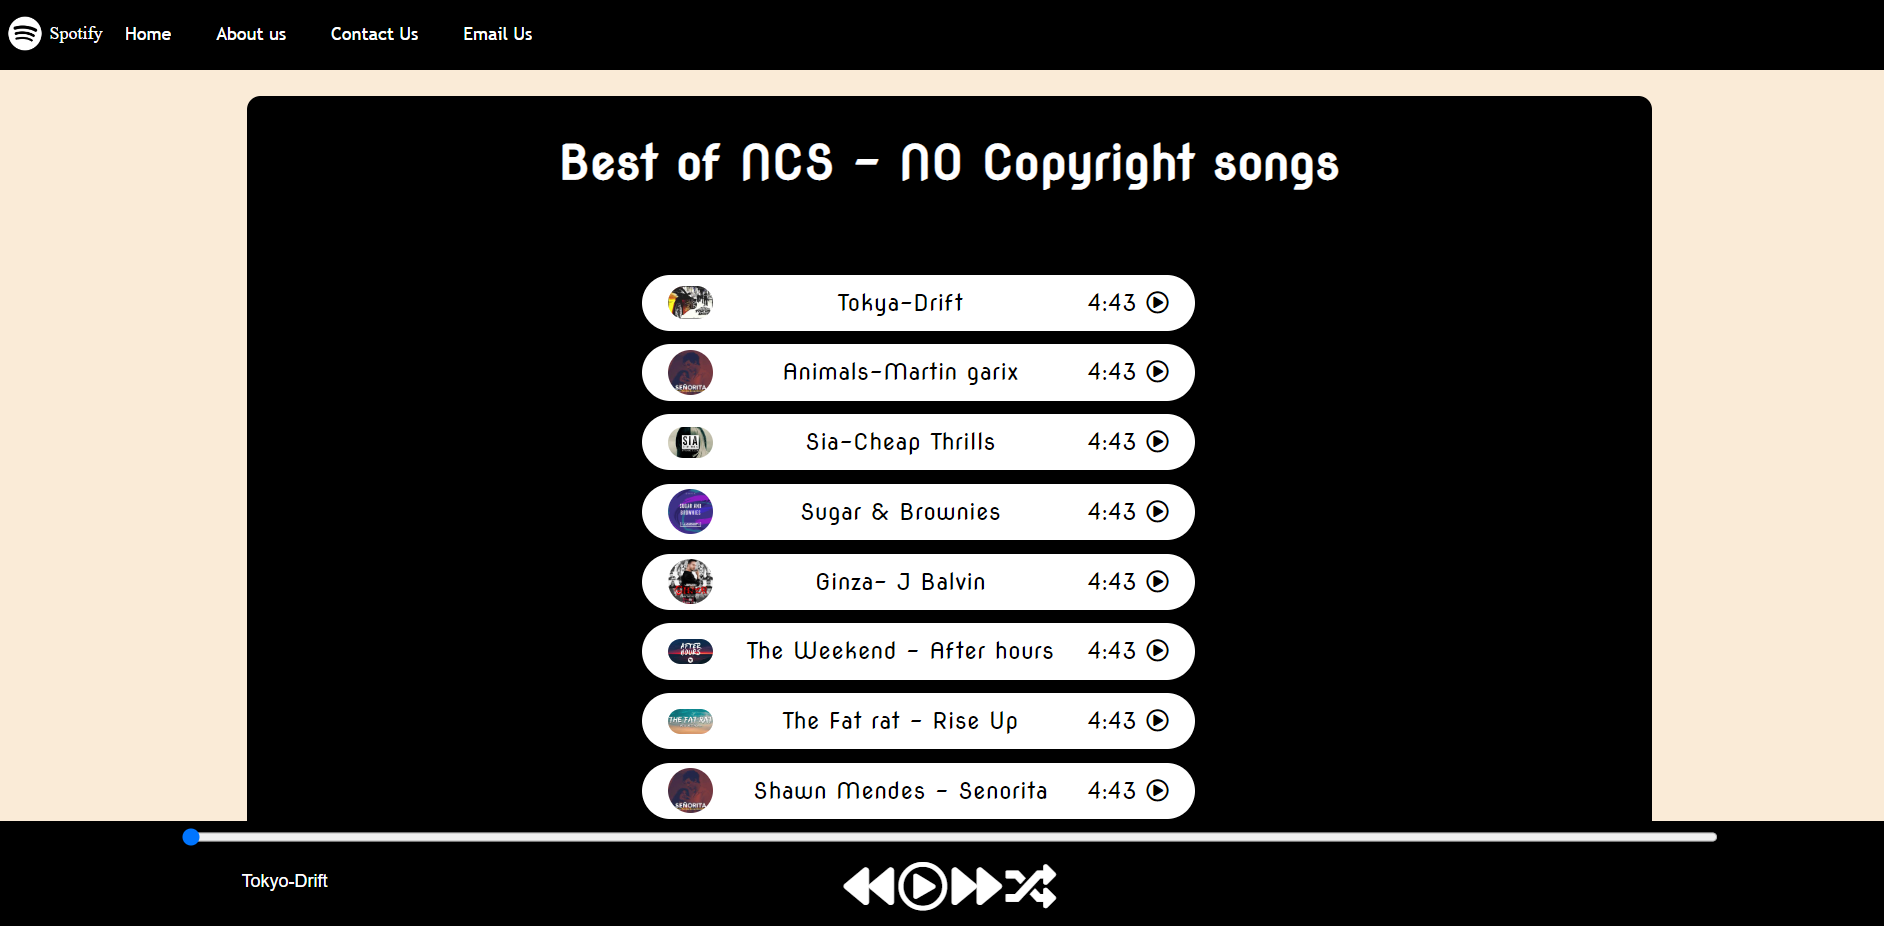 Spotify Home About us Contact Us Email Us
Best of NCS - NO Copyright songs
Tokya-Drift 4:43
SEÑORITA Animals-Martin garix 4:43
SIA Sia-Cheap Thrills 4:43
SUGAR AND
BROWNIES
Sugar & Brownies 4:43
Ginza- J Balvin 4:43
AFTER
HOURS
The Weekend - After hours 4:43
THE FAT RAT The Fat rat - Rise Up 4:43
SEÑORITA Shawn Mendes - Senorita 4:43
Tokyo-Drift